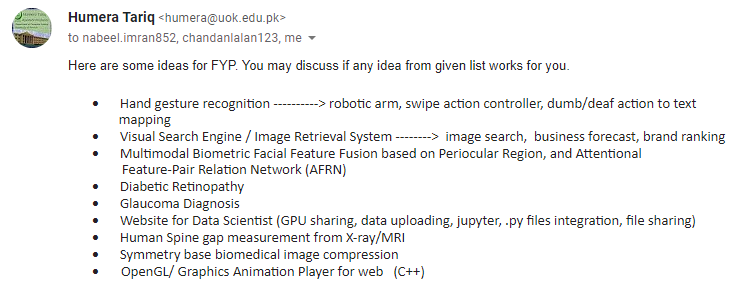 Humera Tariq <humera@uok.edu.pk>
to nabeel.imran852, chandanlalan123, me
Here are some ideas for FYP. You may discuss if any idea from given list works for you.
• Hand gesture recognition ----------> robotic arm, swipe action controller, dumb/deaf action to text
mapping
• Visual Search Engine / Image Retrieval System --------> image search, business forecast, brand ranking
• Multimodal Biometric Facial Feature Fusion based on Periocular Region, and Attentional
Feature-Pair Relation Network (AFRN)
• Diabetic Retinopathy
• Glaucoma Diagnosis
• Website for Data Scientist (GPU sharing, data uploading, jupyter, .py files integration, file sharing)
• Human Spine gap measurement from X-ray/MRI
• Symmetry base biomedical image compression
• OpenGL/ Graphics Animation Player for web (C++)